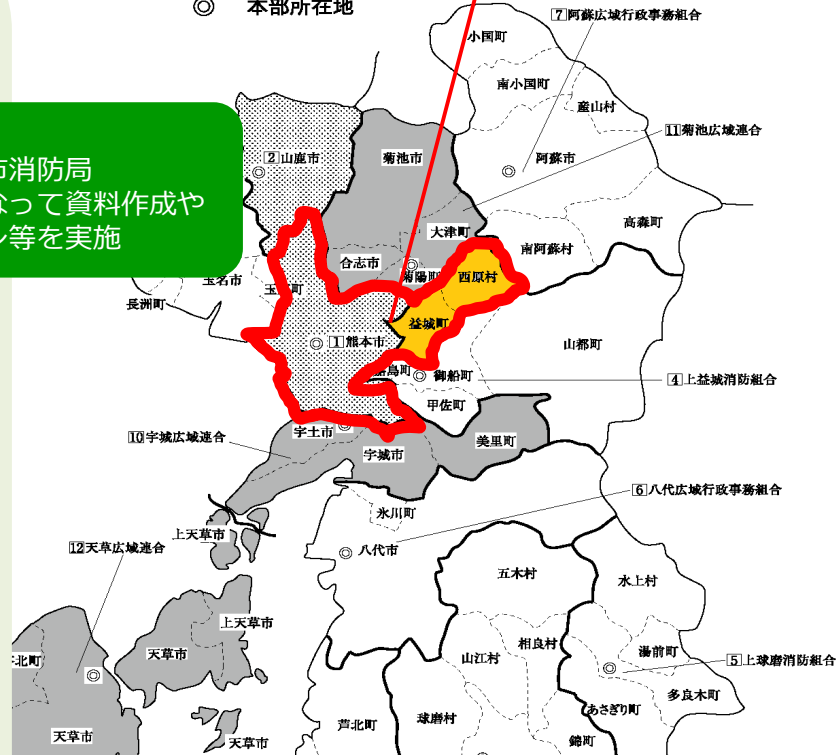 ◎ 本部所在地
7阿蘇広域行政事務組合
小国町
南小国町
産山村
市消防局
なって資料作成や
ン等を実施
2山鹿市
菊池市
11菊池広域連合
阿蘇市
高森町
大津町
南阿蘇村
合志市
菊陽町
西原村
玉名市
長洲町
益城町
1熊本市
山都町
御船町
4上益城消防組合
甲佐町
宇土市
10宇城広域連合
美里町
宇城市
6八代広域行政事務組合
氷川町
上天草市
12天草広域連合
八代市
五木村
水上村
上天草市
相良村
湯前町
天草市
山江村
5上球磨消防組合
多良木町
あさぎり町
芦北町
球磨村
天草市
天草市
錦町